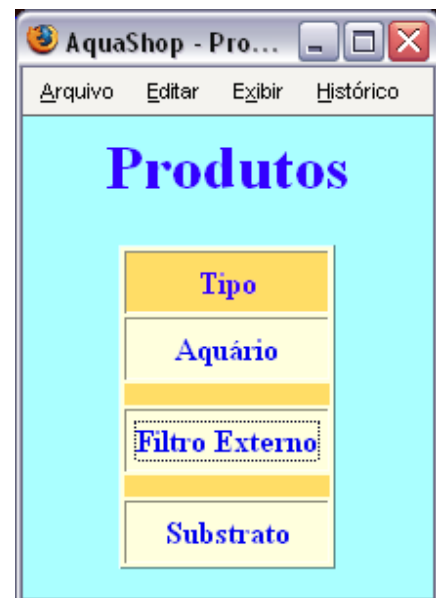 AquaShop - Pro...
Arquivo Editar Exibir Histórico
Produtos
Tipo
Aquário
Filtro Externo
Substrato